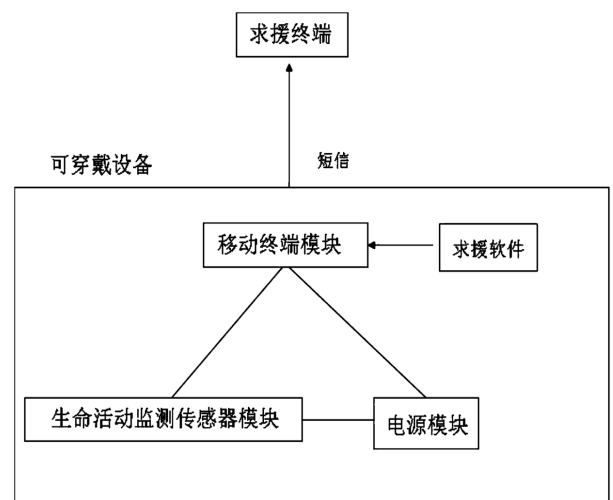 求援终端
短信
可穿戴设备
移动终端模块
求援软件
生命活动监测传感器模块
电源模块